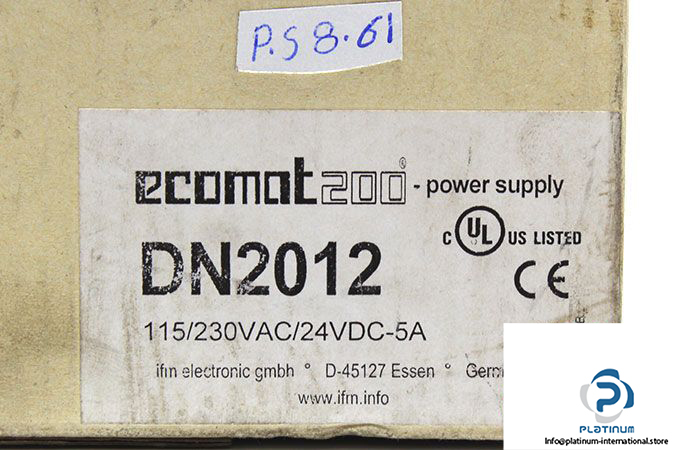 P.S 8.61
ecomat200® - power supply
DN2012
C UL US LISTED
CE
115/230VAC/24VDC-5A
ifm electronic gmbh ° D-45127 Essen ° Germ
www.ifm.info
PLATINUM
Info@platinum-international.store